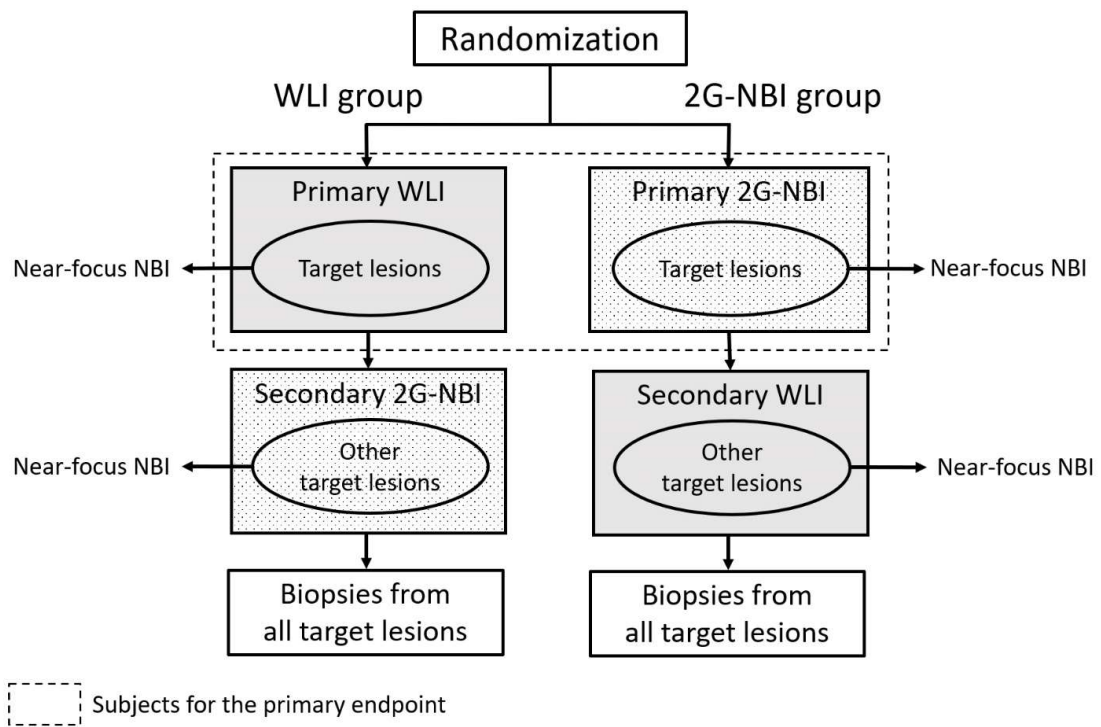 Randomization
WLI group
2G-NBI group
Primary WLI
Target lesions
Near-focus NBI
Primary 2G-NBI
Target lesions
Near-focus NBI
Secondary 2G-NBI
Other
target lesions
Near-focus NBI
Secondary WLI
Other
target lesions
Near-focus NBI
Biopsies from
all target lesions
Biopsies from
all target lesions
Subjects for the primary endpoint